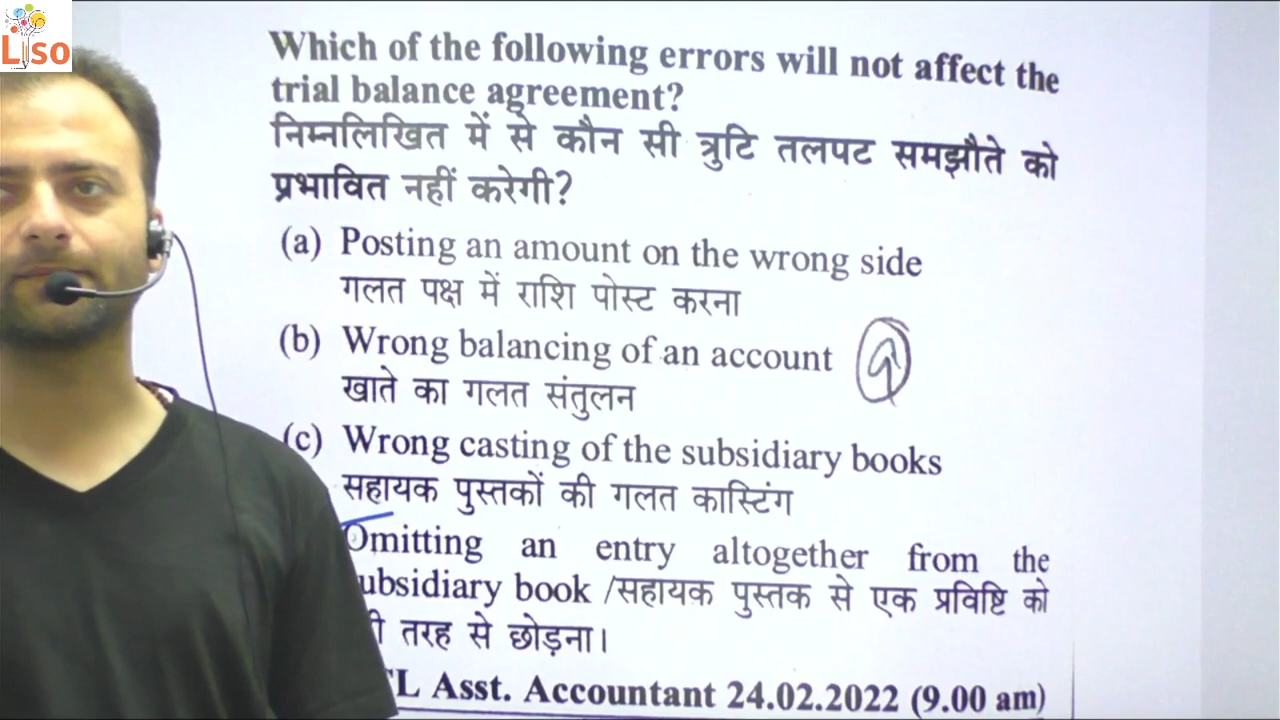 Liso
Which of the following errors will not affect the
trial balance agreement?
निम्नलिखित में से कौन सी त्रुटि तलपट समझौते को
प्रभावित नहीं करेगी?
(a) Posting an amount on the wrong side
गलत पक्ष में राशि पोस्ट करना
(b) Wrong balancing of an account
खाते का गलत संतुलन
(c) Wrong casting of the subsidiary books
सहायक पुस्तकों की गलत कास्टिंग
Omitting an entry altogether from the
ubsidiary book /सहायक पुस्तक से एक प्रविष्टि को
तरह से छोड़ना।
L Asst. Accountant 24.02.2022 (9.00 am)